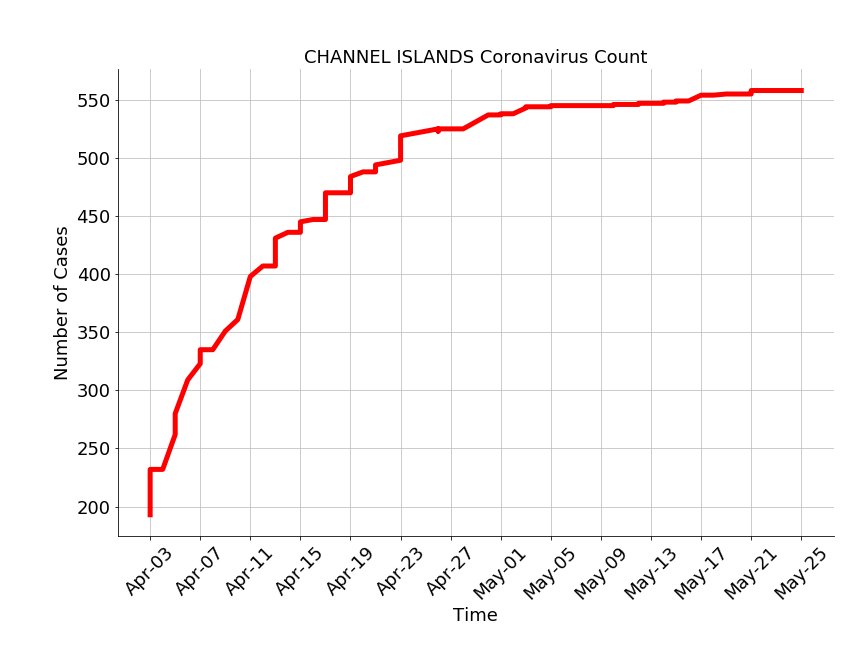 CHANNEL ISLANDS Coronavirus Count
550
500
450
400
350
300
250
200
Number of Cases
Apr-03
Apr-07
Apr-11
Apr-15
Apr-19
Apr-23
Apr-27
May-01
May-05
May-09
May-13
May-17
May-21
May-25
Time